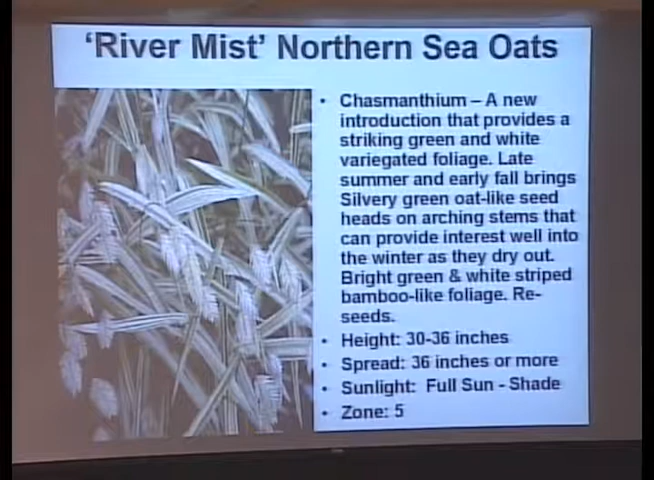 ‘River Mist’ Northern Sea Oats
• Chasmanthium – A new
introduction that provides a
striking green and white
variegated foliage. Late
summer and early fall brings
Silvery green oat-like seed
heads on arching stems that
can provide interest well into
the winter as they dry out.
Bright green & white striped
bamboo-like foliage. Re-
seeds.
• Height: 30-36 inches
• Spread: 36 inches or more
• Sunlight: Full Sun - Shade
• Zone: 5